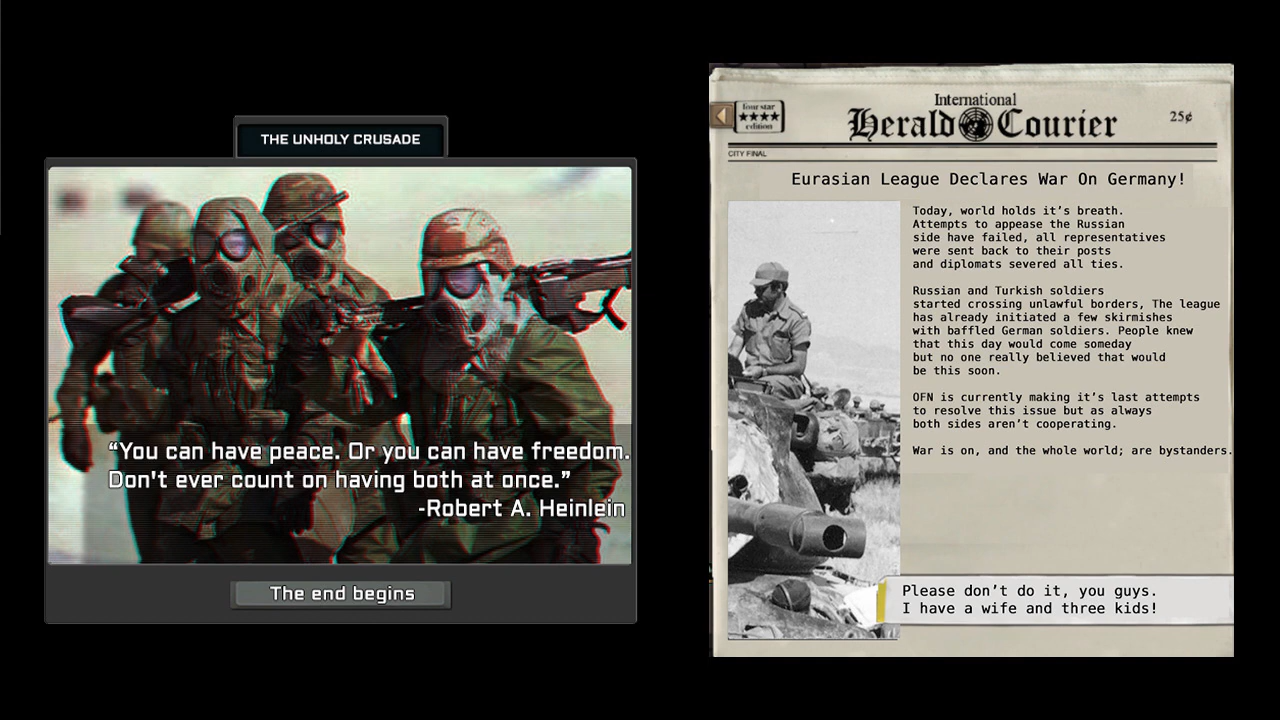 THE UNHOLY CRUSADE
“You can have peace. Or you can have freedom.
Don't ever count on having both at once.”
-Robert A. Heinlein
The end begins
four star
★★★★
edition
International
Herald Courier
25¢
CITY FINAL
Eurasian League Declares War On Germany!
Today, world holds it’s breath.
Attempts to appease the Russian
side have failed, all representatives
were sent back to their posts
and diplomats severed all ties.
Russian and Turkish soldiers
started crossing unlawful borders, The league
has already initiated a few skirmishes
with baffled German soldiers. People knew
that this day would come someday
but no one really believed that would
be this soon.
OFN is currently making it’s last attempts
to resolve this issue but as always
both sides aren’t cooperating.
War is on, and the whole world; are bystanders.
Please don’t do it, you guys.
I have a wife and three kids!